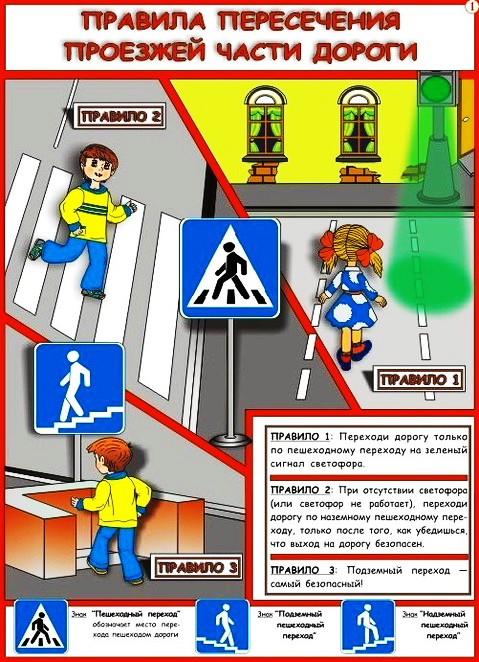 1
ПРАВИЛА ПЕРЕСЕЧЕНИЯ
ПРОЕЗЖЕЙ ЧАСТИ ДОРОГИ
ПРАВИЛО 2
ПРАВИЛО 1
ПРАВИЛО 3
ПРАВИЛО 1: Переходи дорогу только
по пешеходному переходу на зеленый
сигнал светофора.
ПРАВИЛО 2: При отсутствии светофора
(или светофор не работает), переходи
дорогу по наземному пешеходному пере-
ходу, только после того, как убедишься,
что выход на дорогу безопасен.
ПРАВИЛО 3: Подземный переход —
самый безопасный!
Знак "Пешеходный переход"
обозначает место пере-
хода пешеходом дороги
Знак "Подземный
пешеходный
переход"
Знак "Надземный
пешеходный
переход"